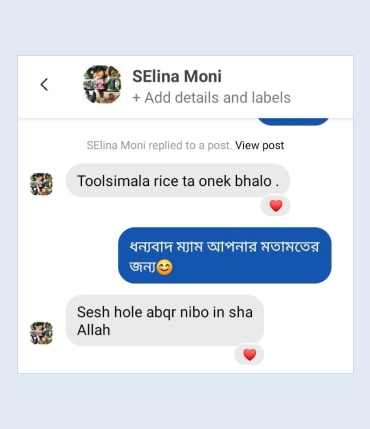 SElina Moni
+ Add details and labels
SElina Moni replied to a post. View post
Toolsimala rice ta onek bhalo .
ধন্যবাদ ম্যাম আপনার মতামতের
জন্য😊
Sesh hole abqr nibo in sha
Allah